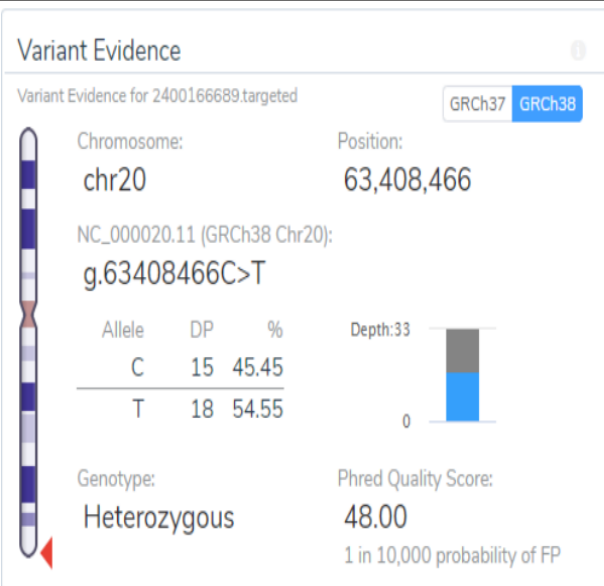 Variant Evidence
Variant Evidence for 2400166689.targeted
GRCh37 GRCh38
Chromosome: Position:
chr20 63,408,466
NC_000020.11 (GRCh38 Chr20):
g.63408466C>T
Allele DP % Depth:33
C 15 45.45
T 18 54.55 0
Genotype: Phred Quality Score:
Heterozygous 48.00
1 in 10,000 probability of FP